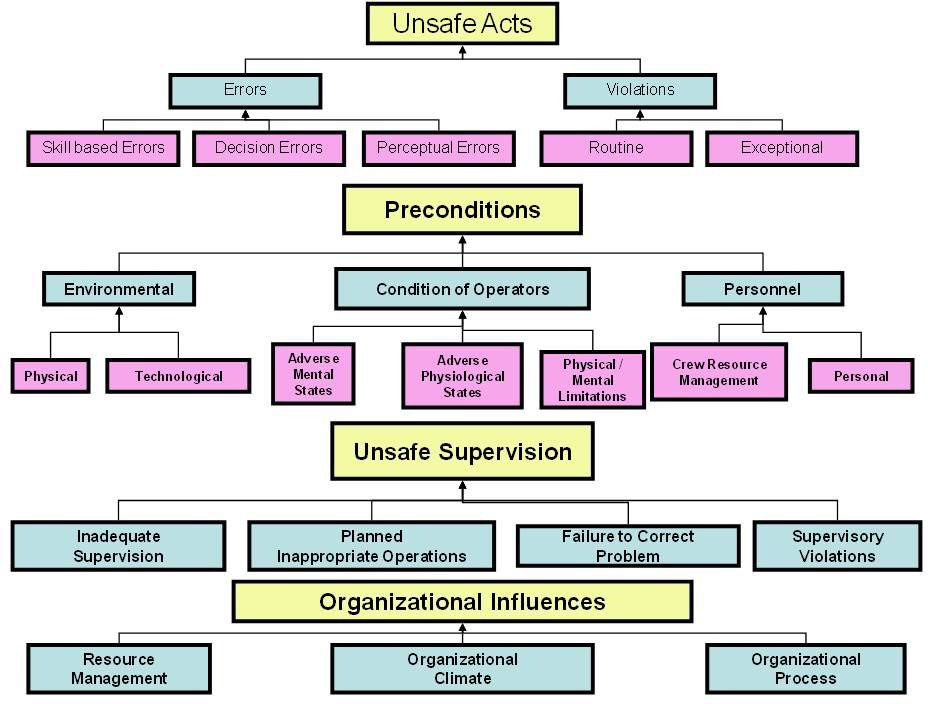 Unsafe Acts
Errors
Violations
Skill based Errors
Decision Errors
Perceptual Errors
Routine
Exceptional
Preconditions
Environmental
Condition of Operators
Personnel
Physical
Technological
Adverse
Mental
States
Adverse
Physiological
States
Physical /
Mental
Limitations
Crew Resource
Management
Personal
Unsafe Supervision
Inadequate
Supervision
Planned
Inappropriate Operations
Failure to Correct
Problem
Supervisory
Violations
Organizational Influences
Resource
Management
Organizational
Climate
Organizational
Process